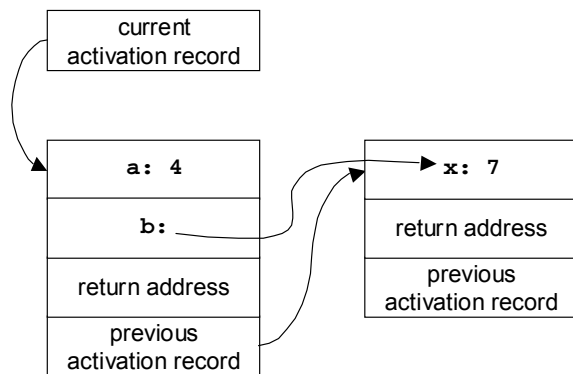 current
activation record
a: 4
b:
return address
previous
activation record
x: 7
return address
previous
activation record